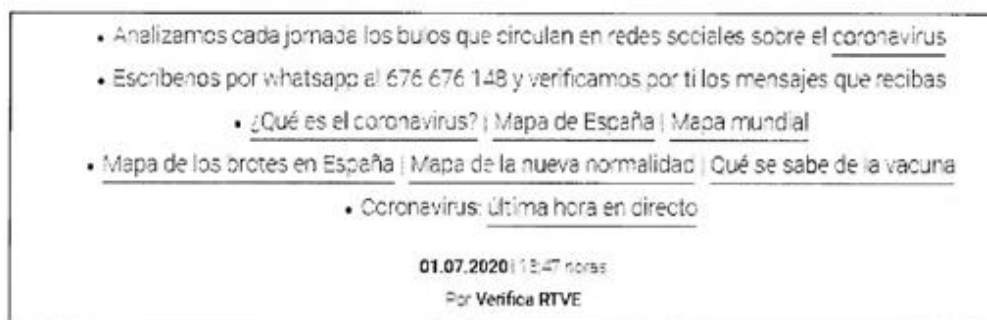 • Analizamos cada jornada los bulos que circulan en redes sociales sobre el coronavirus
• Escríbenos por whatsapp al 676 676 148 y verificamos por ti los mensajes que recibas
• ¿Qué es el coronavirus? | Mapa de España | Mapa mundial
• Mapa de los brotes en España | Mapa de la nueva normalidad | Qué se sabe de la vacuna
• Coronavirus: última hora en directo
01.07.2020 | 13:47 horas
Por Verifica RTVE